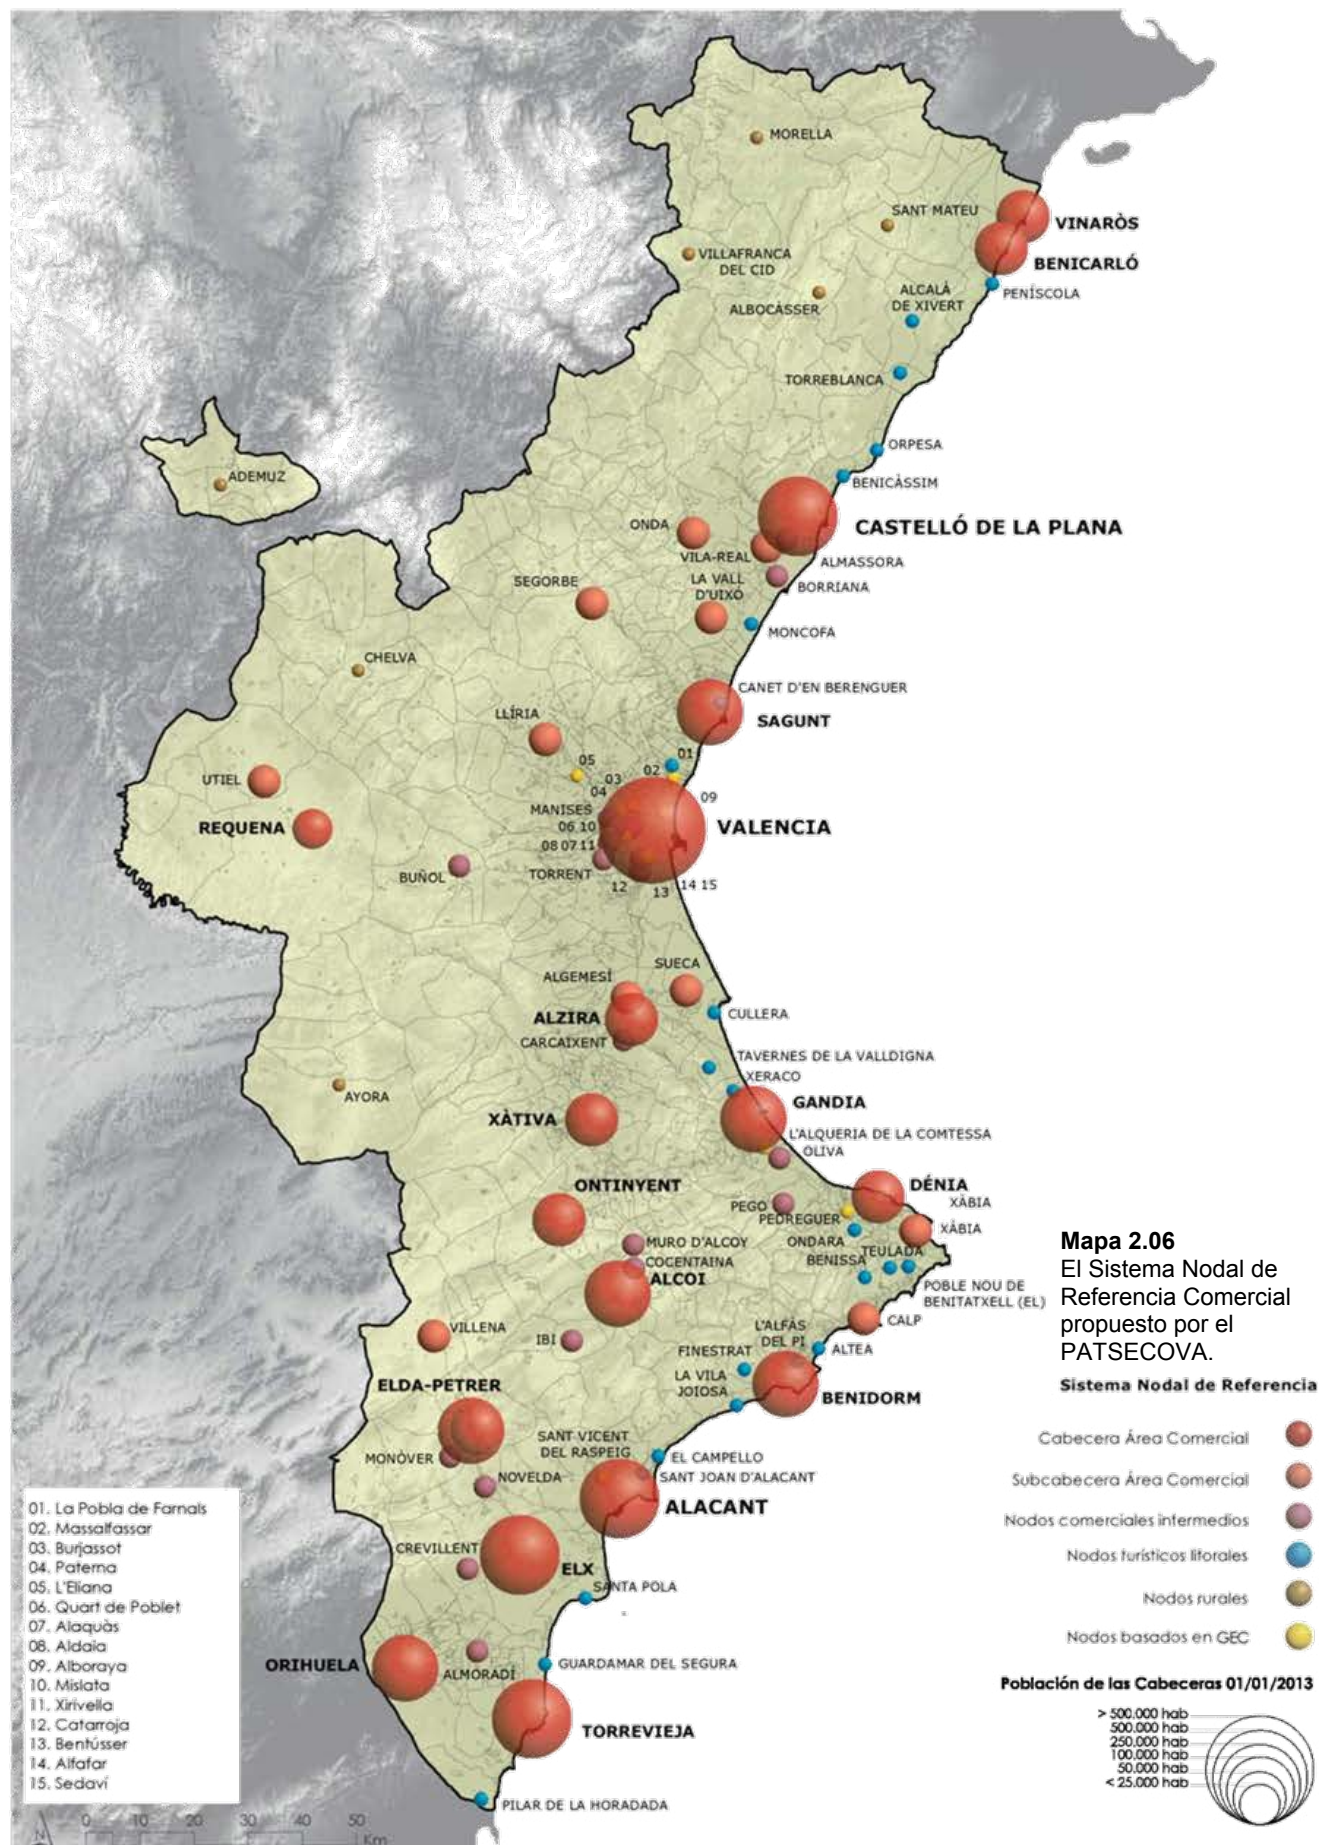 MORELLA
SANT MATEU
VINARÒS
VILLAFRANCA
DEL CID
BENICARLÓ
ALCALÀ
DE XIVERT
PENÍSCOLA
ALBOCÀSSER
TORREBLANCA
ORPESA
ADEMUZ
BENICÀSSIM
ONDA
CASTELLÓ DE LA PLANA
VILA-REAL
ALMASSORA
SEGORBE
LA VALL
D'UIXÓ
BORRIANA
MONCOFA
CHELVA
CANET D'EN BERENGUER
LLÍRIA
SAGUNT
01
05
02
03
UTIEL
04
09
MANISES
REQUENA
06 10
VALENCIA
08 07 11
BUÑOL
TORRENT
12
13
14 15
SUECA
ALGEMESÍ
ALZIRA
CULLERA
CARCAIXENT
TAVERNES DE LA VALLDIGNA
XERACO
AYORA
GANDIA
XÀTIVA
L'ALQUERIA DE LA COMTESSA
OLIVA
ONTINYENT
DÉNIA
PEGO
XÀBIA
PEDREGUER
XÀBIA
ONDARA
MURO D'ALCOY
TEULADA
BENISSA
COCENTAINA
ALCOI
POBLE NOU DE
BENITATXELL (EL)
VILLENA
IBI
L'ALFÀS
DEL PI
CALP
FINESTRAT
ALTEA
LA VILA
JOIOSA
ELDA-PETRER
BENIDORM
SANT VICENT
DEL RASPEIG
MONÒVER
EL CAMPELLO
NOVELDA
SANT JOAN D'ALACANT
ALACANT
CREVILLENT
ELX
SANTA POLA
ORIHUELA
ALMORADÍ
GUARDAMAR DEL SEGURA
TORREVIEJA
PILAR DE LA HORADADA
01. La Pobla de Farnals
02. Massalfassar
03. Burjassot
04. Paterna
05. L'Eliana
06. Quart de Poblet
07. Alaquàs
08. Aldaia
09. Alboraya
10. Mislata
11. Xirivella
12. Catarroja
13. Bentússer
14. Alfafar
15. Sedaví
N
0 10 20 30 40 50
Km
Mapa 2.06
El Sistema Nodal de
Referencia Comercial
propuesto por el
PATSECOVA.
Sistema Nodal de Referencia
Cabecera Área Comercial
Subcabecera Área Comercial
Nodos comerciales intermedios
Nodos turísticos litorales
Nodos rurales
Nodos basados en GEC
Población de las Cabeceras 01/01/2013
> 500.000 hab
500.000 hab
250.000 hab
100.000 hab
50.000 hab
< 25.000 hab